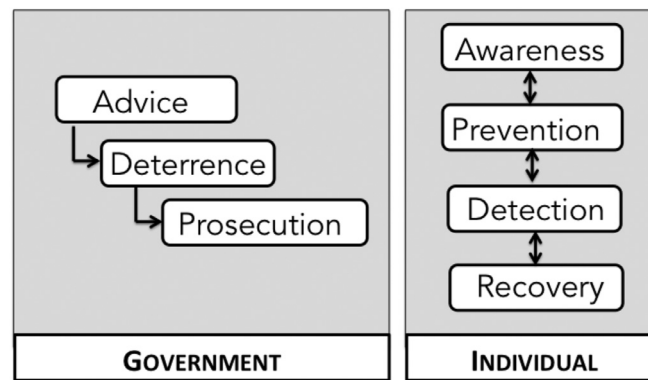 Advice
Deterrence
Prosecution
GOVERNMENT
Awareness
Prevention
Detection
Recovery
INDIVIDUAL